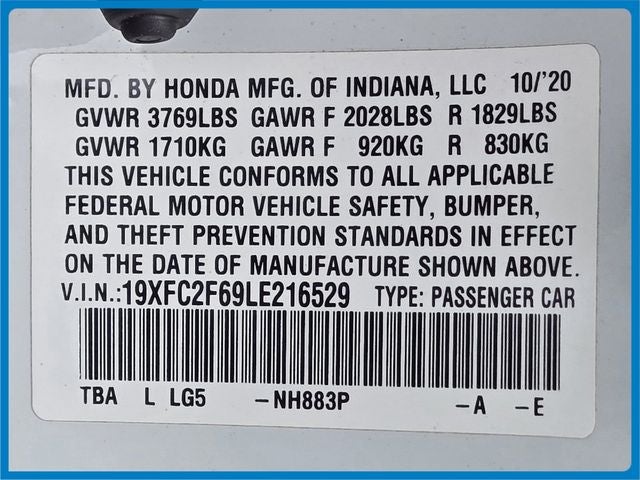 MFD. BY HONDA MFG. OF INDIANA, LLC 10/'20
GVWR 3769LBS GAWR F 2028LBS R 1829LBS
GVWR 1710KG GAWR F 920KG R 830KG
THIS VEHICLE CONFORMS TO ALL APPLICABLE
FEDERAL MOTOR VEHICLE SAFETY, BUMPER,
AND THEFT PREVENTION STANDARDS IN EFFECT
ON THE DATE OF MANUFACTURE SHOWN ABOVE.
V.I.N.:19XFC2F69LE216529 TYPE: PASSENGER CAR
TBA L LG5 -NH883P -A -E